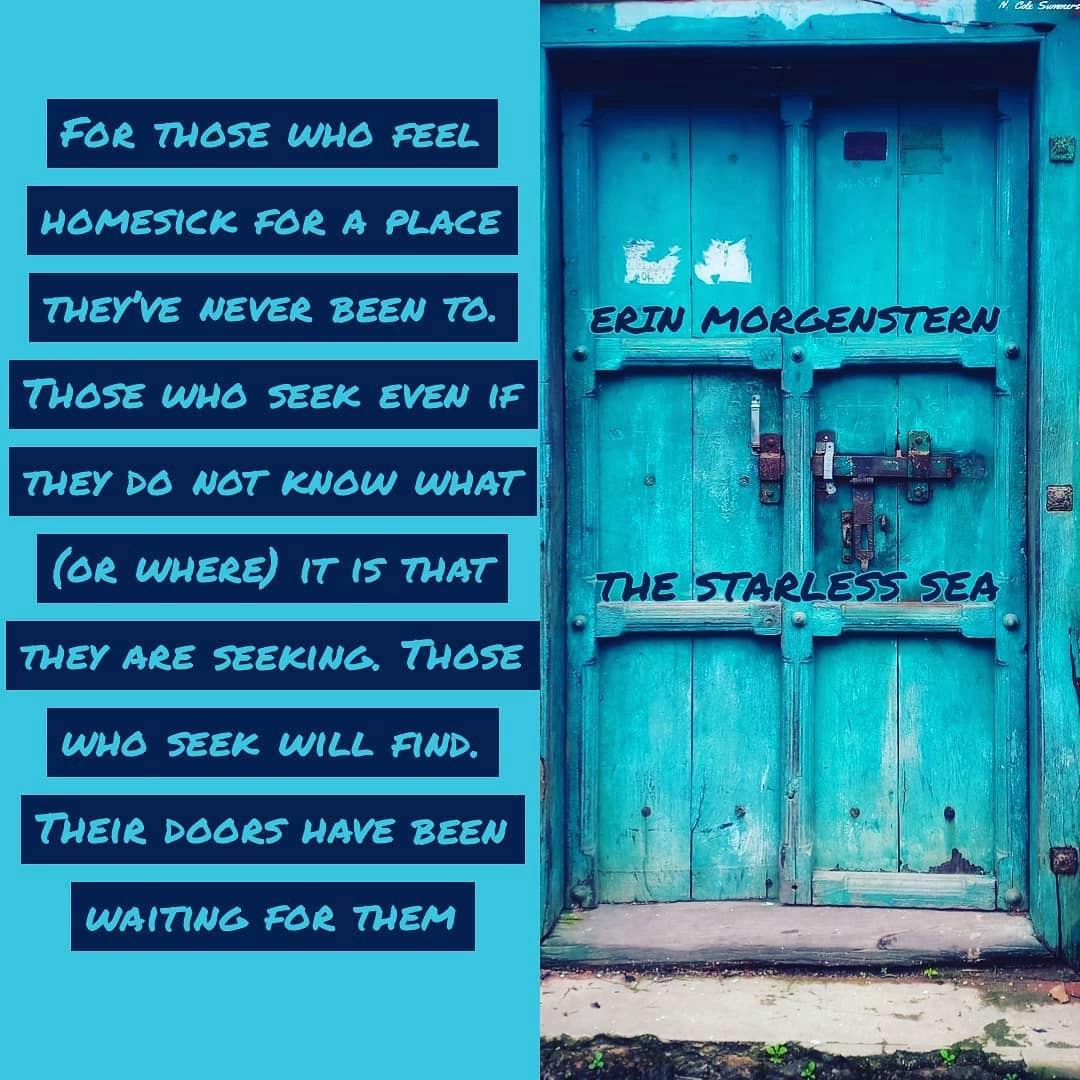 For those who feel
homesick for a place
they've never been to.
Those who seek even if
they do not know what
(or where) it is that
they are seeking. Those
who seek will find.
Their doors have been
waiting for them
N. Cole Summers
ERIN MORGENSTERN
THE STARLESS SEA